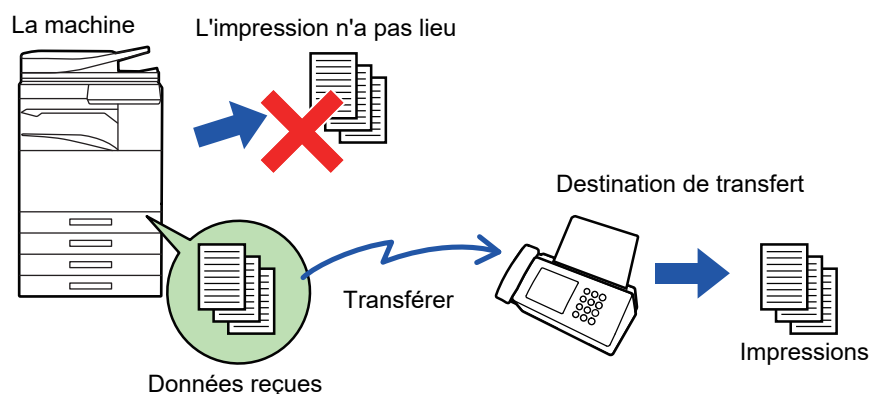 La machine
L'impression n'a pas lieu
Destination de transfert
Transférer
Impressions
Données reçues